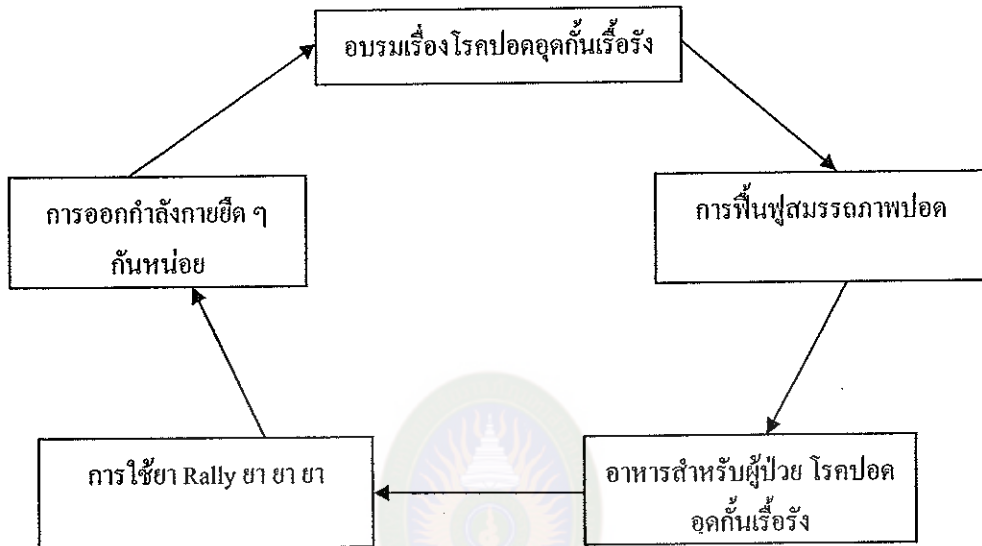 อบรมเรื่องโรคปอดอุดกั้นเรื้อรัง
การฟื้นฟูสมรรถภาพปอด
อาหารสำหรับผู้ป่วย โรคปอด
อุดกั้นเรื้อรัง
การใช้ยา Rally ยา ยา ยา
การออกกำลังกายยืด ๆ
กันหน่อย